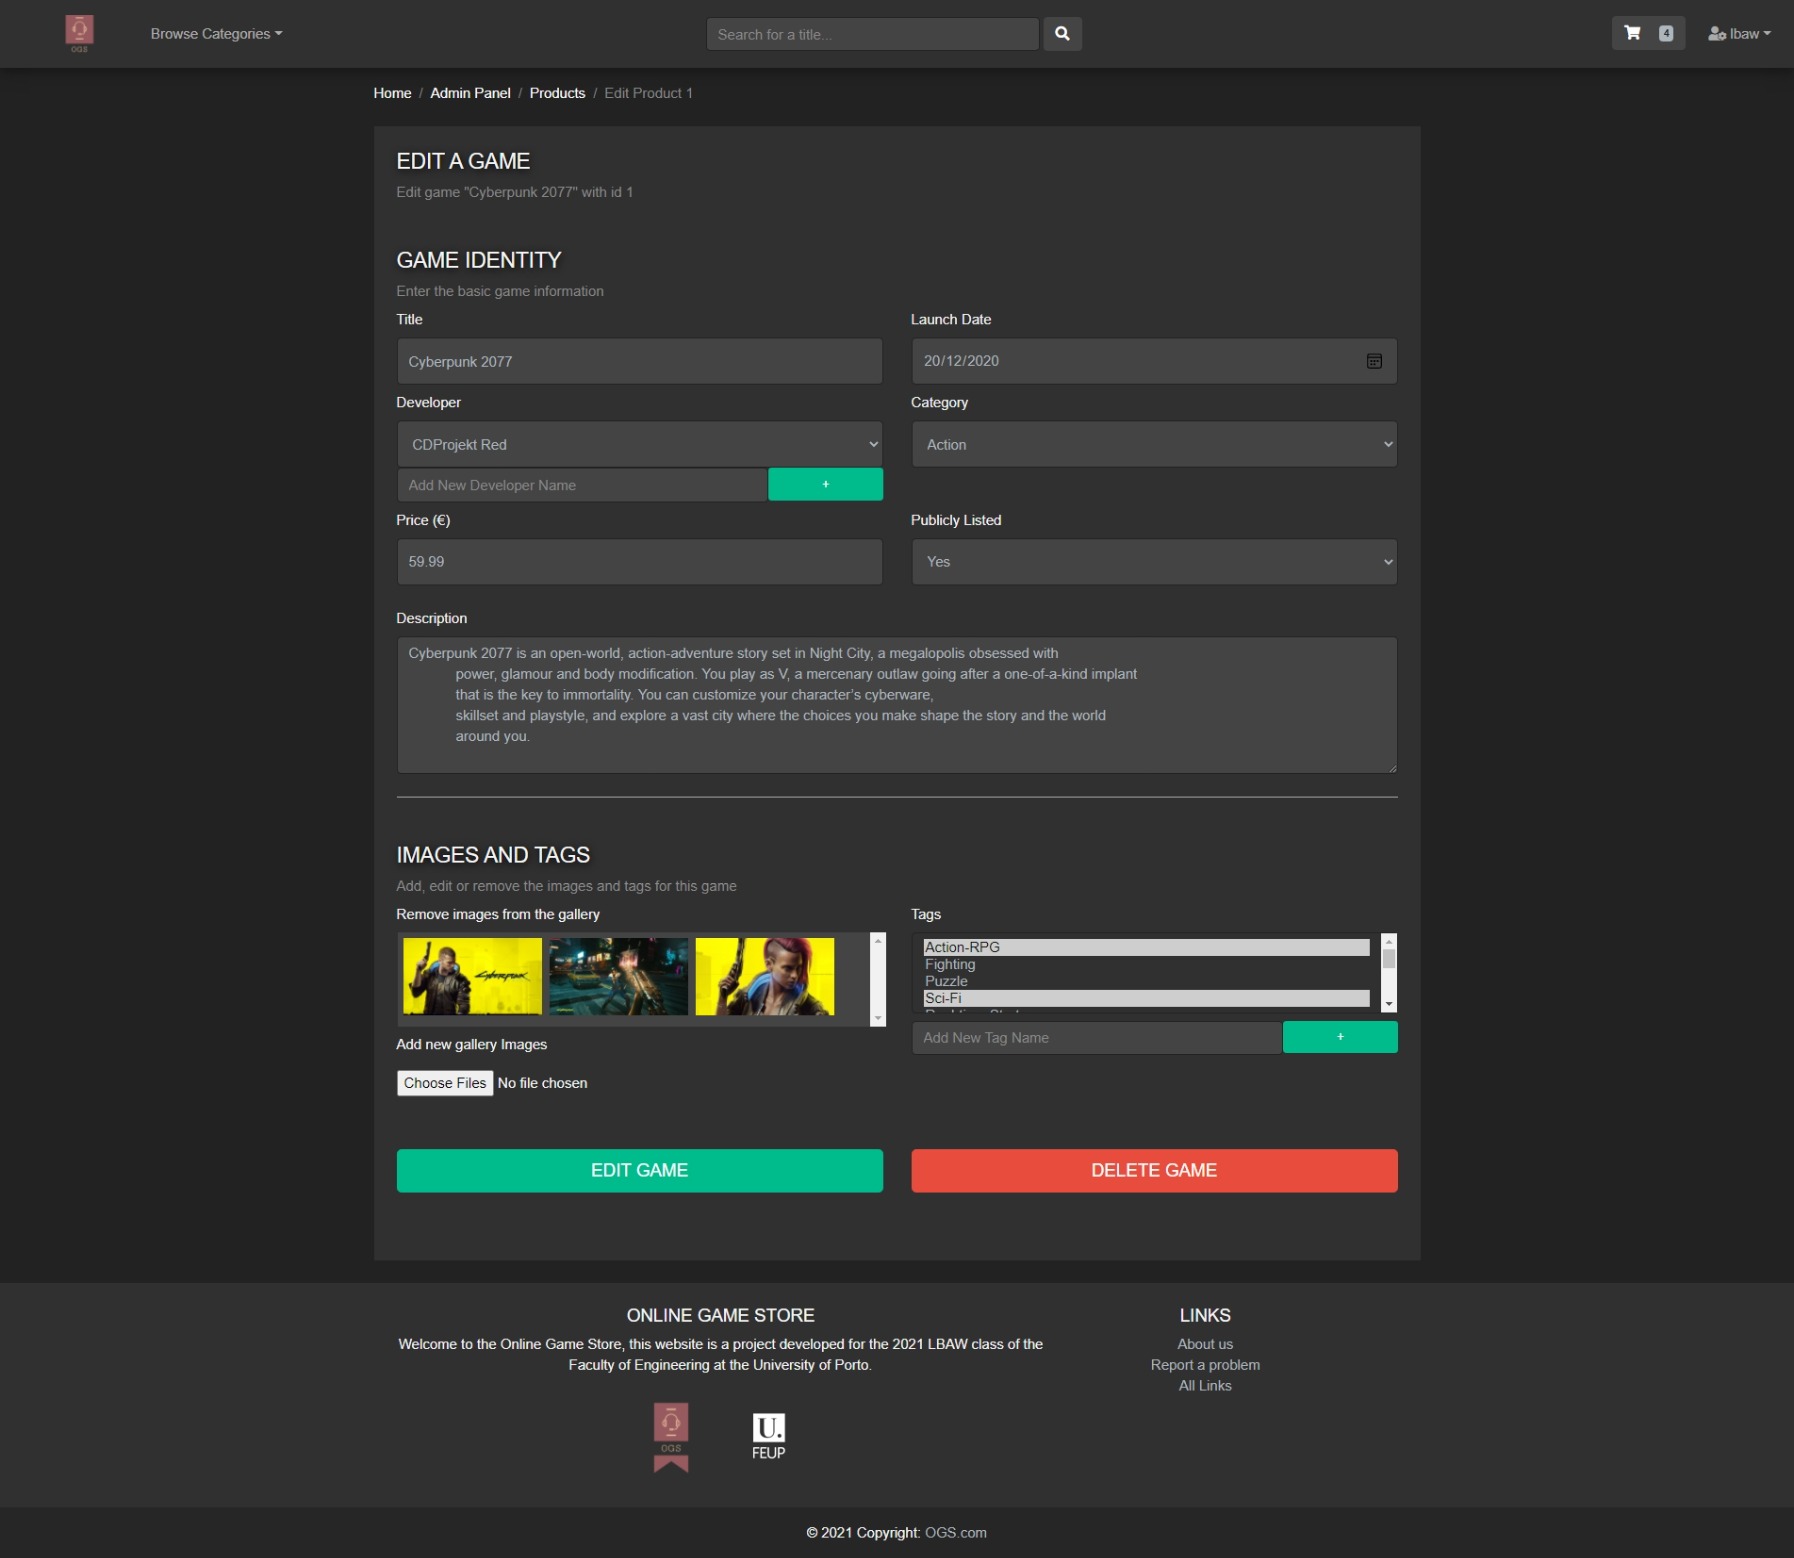 OGS
Browse Categories
Search for a title...
4
lbaw
Home / Admin Panel / Products / Edit Product 1
EDIT A GAME
Edit game "Cyberpunk 2077" with id 1
GAME IDENTITY
Enter the basic game information
Title
Launch Date
Cyberpunk 2077
20/12/2020
Developer
Category
CDProjekt Red
Action
Add New Developer Name
+
Price (€)
Publicly Listed
59.99
Yes
Description
Cyberpunk 2077 is an open-world, action-adventure story set in Night City, a megalopolis obsessed with
power, glamour and body modification. You play as V, a mercenary outlaw going after a one-of-a-kind implant
that is the key to immortality. You can customize your character's cyberware,
skillset and playstyle, and explore a vast city where the choices you make shape the story and the world
around you.
IMAGES AND TAGS
Add, edit or remove the images and tags for this game
Remove images from the gallery
Tags
Cyberpunk
Action-RPG
Fighting
Puzzle
Sci-Fi
Add New Tag Name
+
Add new gallery Images
Choose Files No file chosen
EDIT GAME
DELETE GAME
ONLINE GAME STORE
Welcome to the Online Game Store, this website is a project developed for the 2021 LBAW class of the
Faculty of Engineering at the University of Porto.
LINKS
About us
Report a problem
All Links
OGS
U.
FEUP
© 2021 Copyright: OGS.com